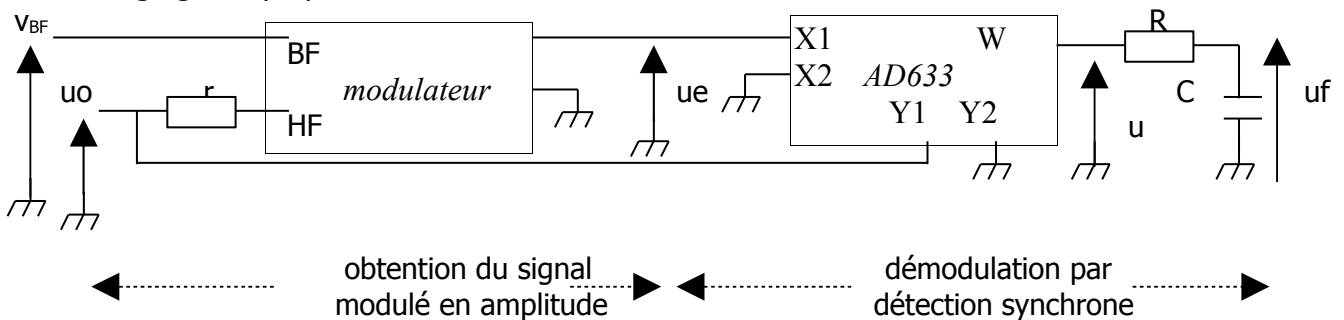 vBF
BF
uo
r
HF
modulateur
ue
X1
X2
W
AD633
Y1 Y2
u
R
C
uf
obtention du signal
modulé en amplitude
démodulation par
détection synchrone